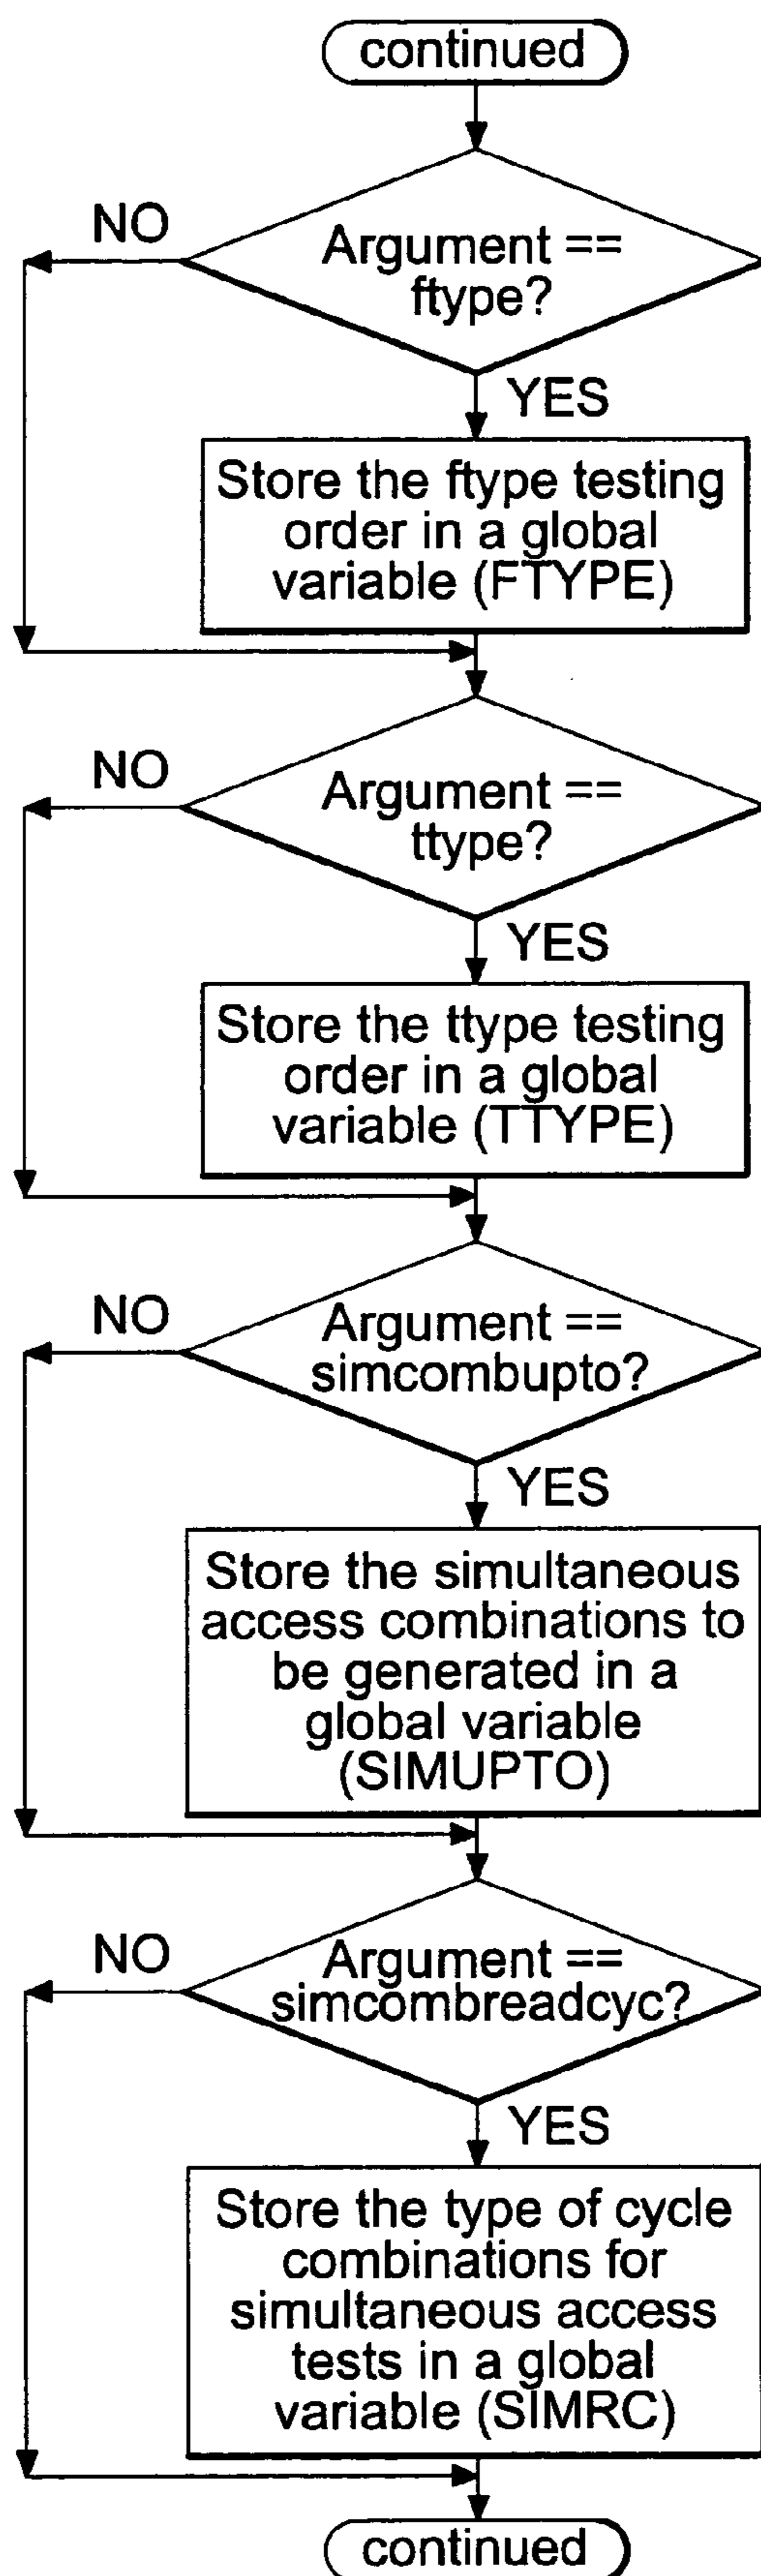 continued
NO
Argument ==
ftype?
YES
Store the ftype testing
order in a global
variable (FTYPE)
NO
Argument ==
ttype?
YES
Store the ttype testing
order in a global
variable (TTYPE)
NO
Argument ==
simcombupto?
YES
Store the simultaneous
access combinations to
be generated in a
global variable
(SIMUPTO)
NO
Argument ==
simcombreadcyc?
YES
Store the type of cycle
combinations for
simultaneous access
tests in a global
variable (SIMRC)
continued